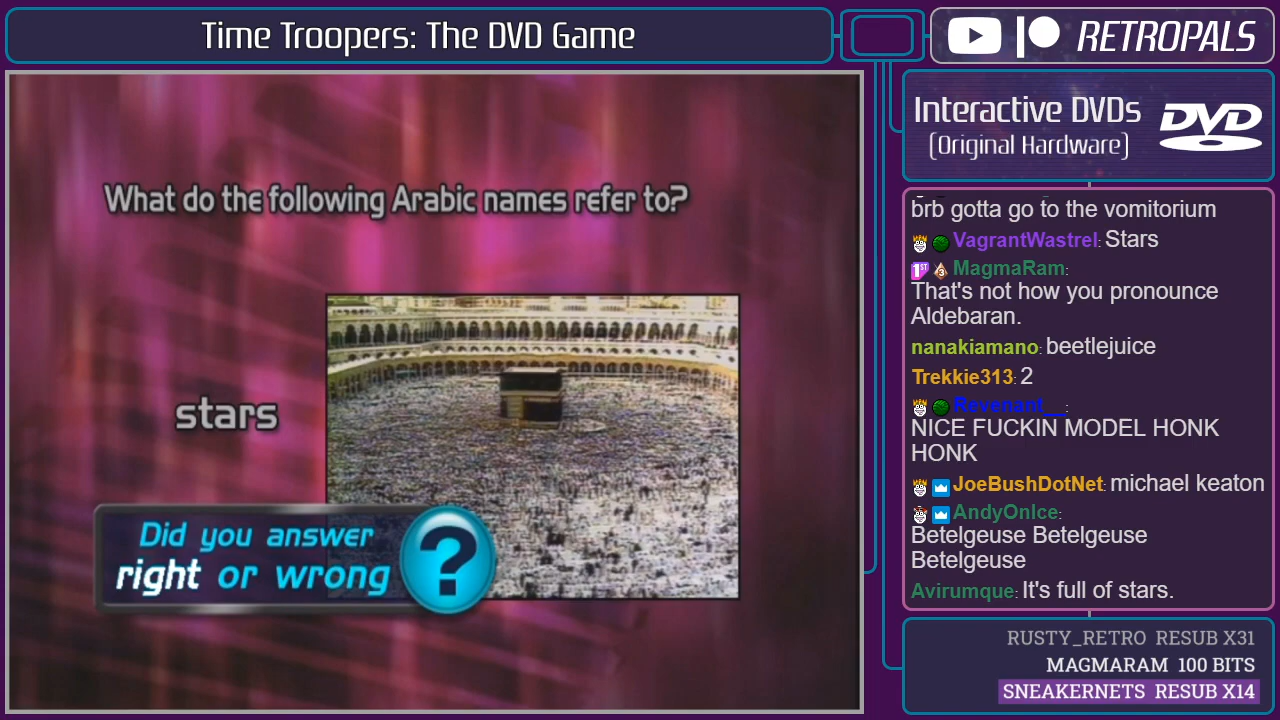 Time Troopers: The DVD Game
RETROPALS
Interactive DVDs
(Original Hardware)
DVD
What do the following Arabic names refer to?
stars
Did you answer
right or wrong
?
brb gotta go to the vomitorium
VagrantWastrel: Stars
1ST 3 MagmaRam:
That's not how you pronounce
Aldebaran.
nanakiamano: beetlejuice
Trekkie313: 2
Revenant__:
NICE FUCKIN MODEL HONK
HONK
JoeBushDotNet: michael keaton
AndyOnIce:
Betelgeuse Betelgeuse
Betelgeuse
Avirumque: It's full of stars.
RUSTY_RETRO RESUB X31
MAGMARAM 100 BITS
SNEAKERNETS RESUB X14